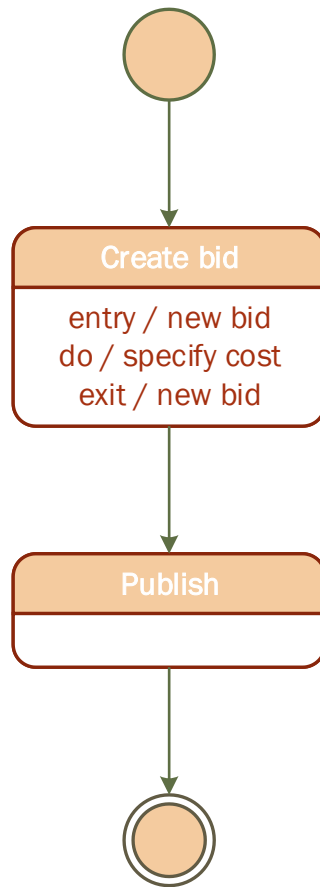 Create bid
entry / new bid
do / specify cost
exit / new bid
Publish